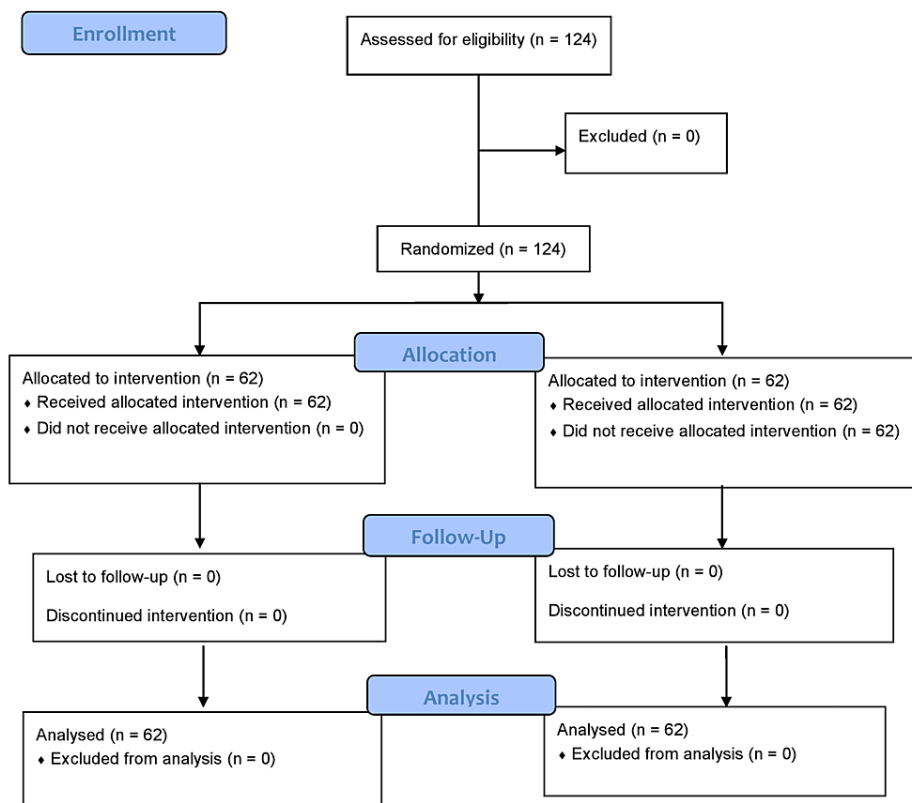 Enrollment
Assessed for eligibility (n = 124)
Excluded (n = 0)
Randomized (n = 124)
Allocation
Allocated to intervention (n = 62)
♦ Received allocated intervention (n = 62)
♦ Did not receive allocated intervention (n = 0)
Allocated to intervention (n = 62)
♦ Received allocated intervention (n = 62)
♦ Did not receive allocated intervention (n = 62)
Follow-Up
Lost to follow-up (n = 0)
Discontinued intervention (n = 0)
Lost to follow-up (n = 0)
Discontinued intervention (n = 0)
Analysis
Analysed (n = 62)
♦ Excluded from analysis (n = 0)
Analysed (n = 62)
♦ Excluded from analysis (n = 0)